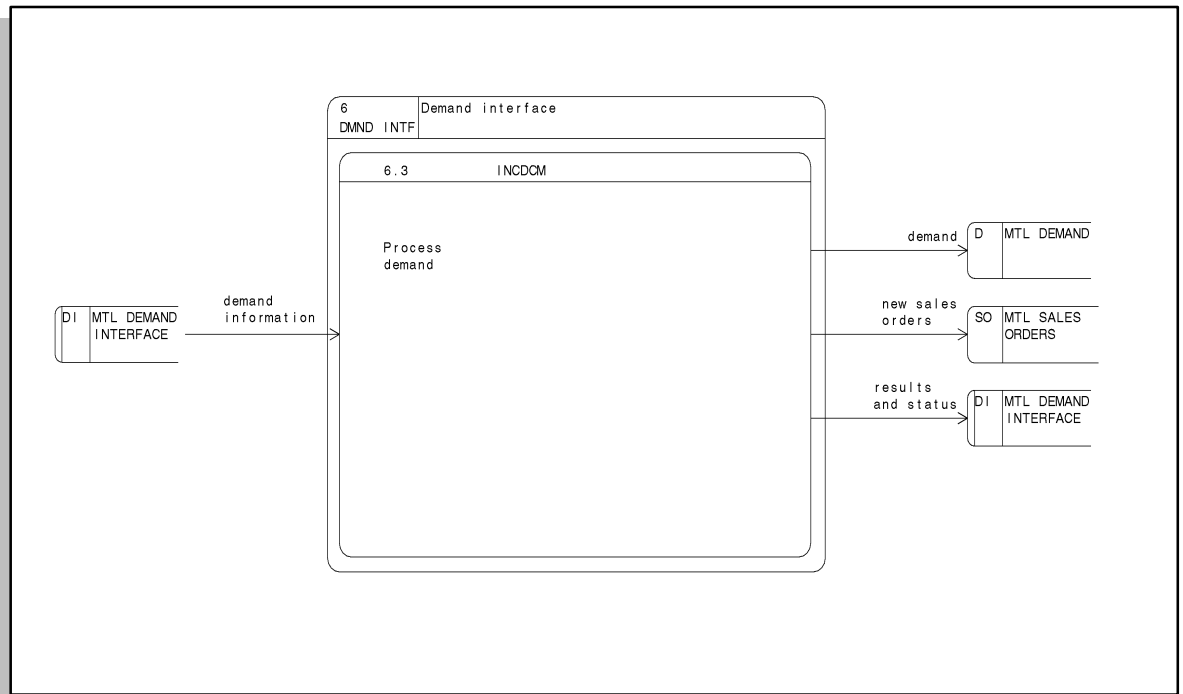 6 Demand interface
DMND INTF
6.3 INCDCM
Process
demand
DI MTL DEMAND
INTERFACE
demand
information
demand
D MTL DEMAND
new sales
orders
SO MTL SALES
ORDERS
results
and status
DI MTL DEMAND
INTERFACE